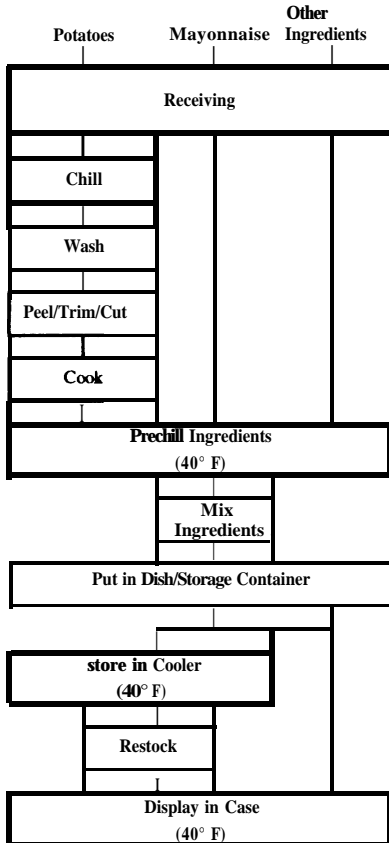 Other
Potatoes Mayonnaise Ingredients
Receiving
Chill
Wash
Peel/Trim/Cut
Cook
Prechill Ingredients
(40° F)
Mix
Ingredients
Put in Dish/Storage Container
store in Cooler
(40° F)
Restock
Display in Case
(40° F)